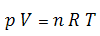 p V = n R T